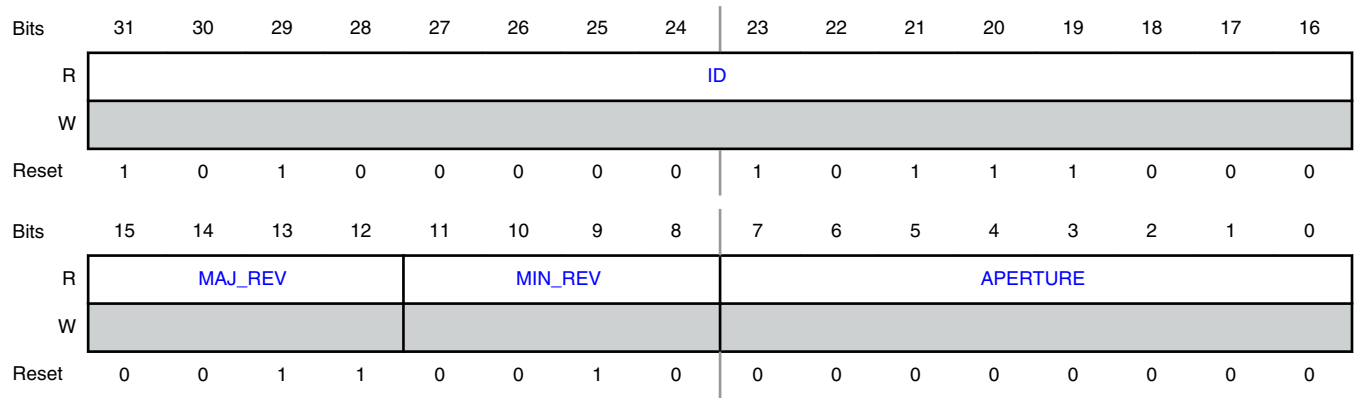 Bits 31 30 29 28 27 26 25 24 23 22 21 20 19 18 17 16
R ID
W
Reset 1 0 1 0 0 0 0 0 1 0 1 1 1 0 0 0
Bits 15 14 13 12 11 10 9 8 7 6 5 4 3 2 1 0
R MAJ_REV MIN_REV APERTURE
W
Reset 0 0 1 1 0 0 1 0 0 0 0 0 0 0 0 0